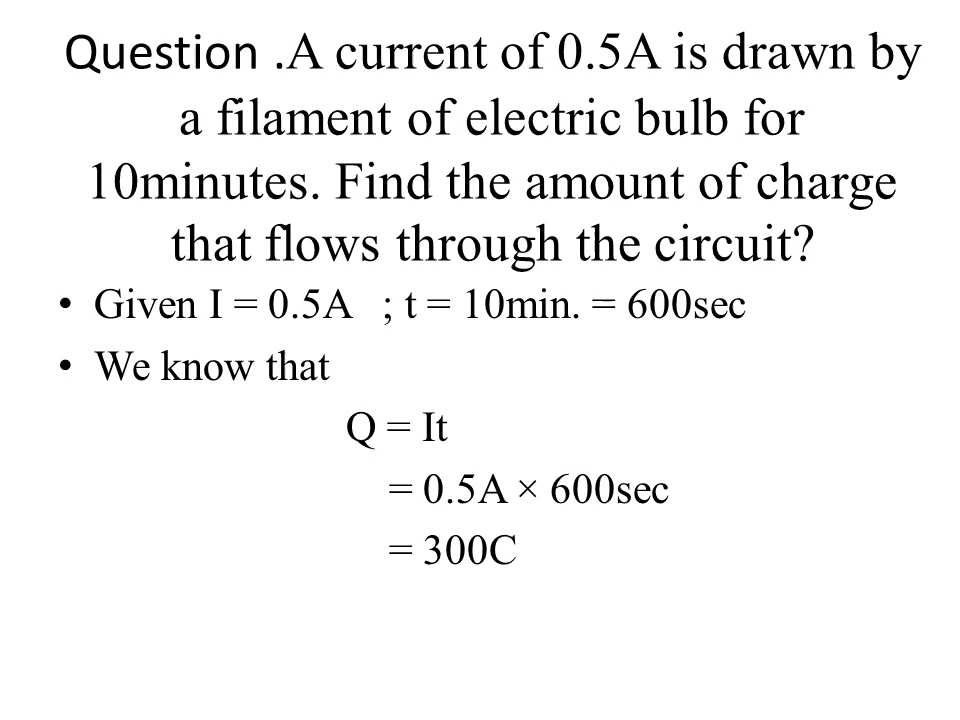 Question .A current of 0.5A is drawn by
a filament of electric bulb for
10minutes. Find the amount of charge
that flows through the circuit?
• Given I = 0.5A ; t = 10min. = 600sec
• We know that
Q = It
= 0.5A × 600sec
= 300C